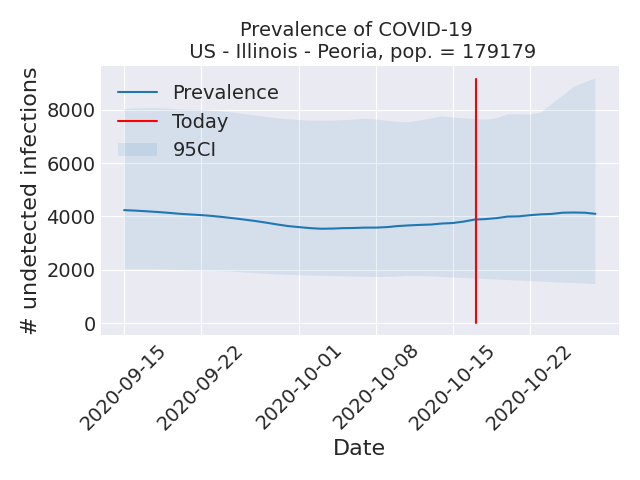 Prevalence of COVID-19
US - Illinois - Peoria, pop. = 179179
# undetected infections
8000
6000
4000
2000
0
Prevalence
Today
95CI
2020-09-15
2020-09-22
2020-10-01
2020-10-08
2020-10-15
2020-10-22
Date